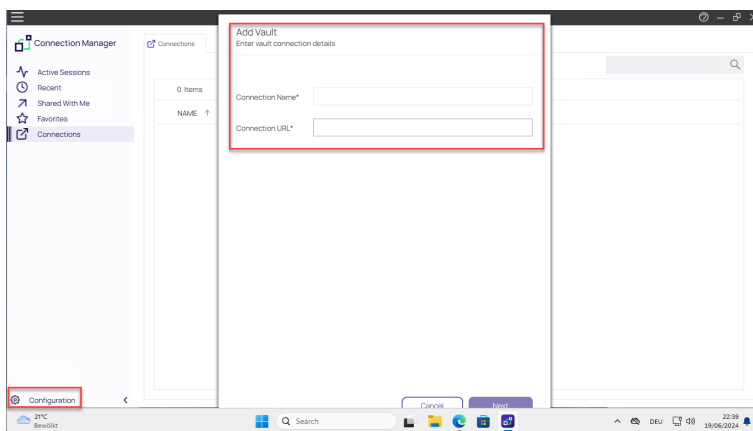 Connection Manager
Active Sessions
Recent
Shared With Me
Favorites
Connections
Configuration
Connections
0 Items
NAME
Add Vault
Enter vault connection details
Connection Name*
Connection URL*
Cancel
Next
21°C
Bewölkt
Search
DEU
22:39
19/06/2024